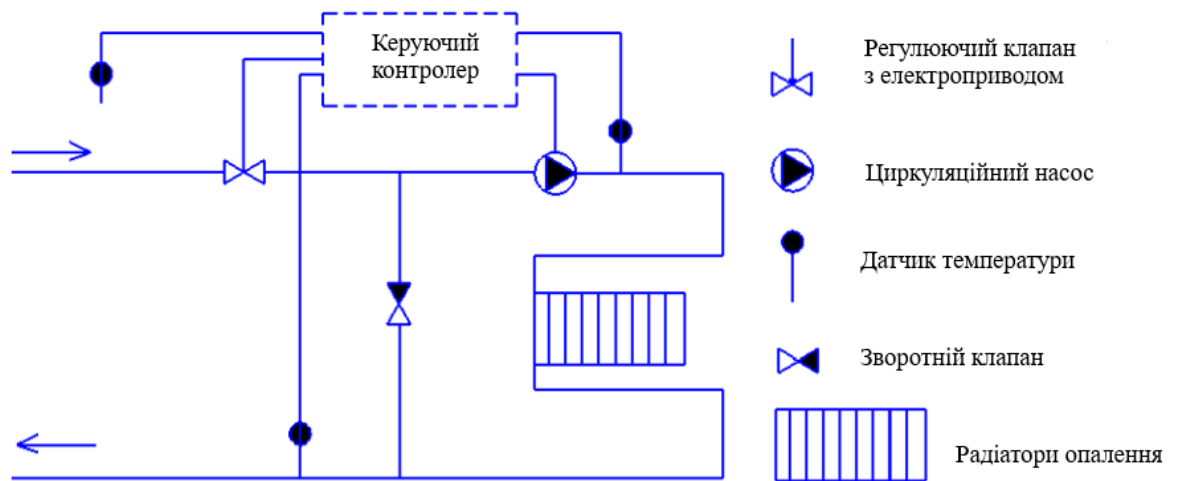 Керуючий
контролер
Регулюючий клапан
з електроприводом
Циркуляційний насос
Датчик температури
Зворотній клапан
Радіатори опалення